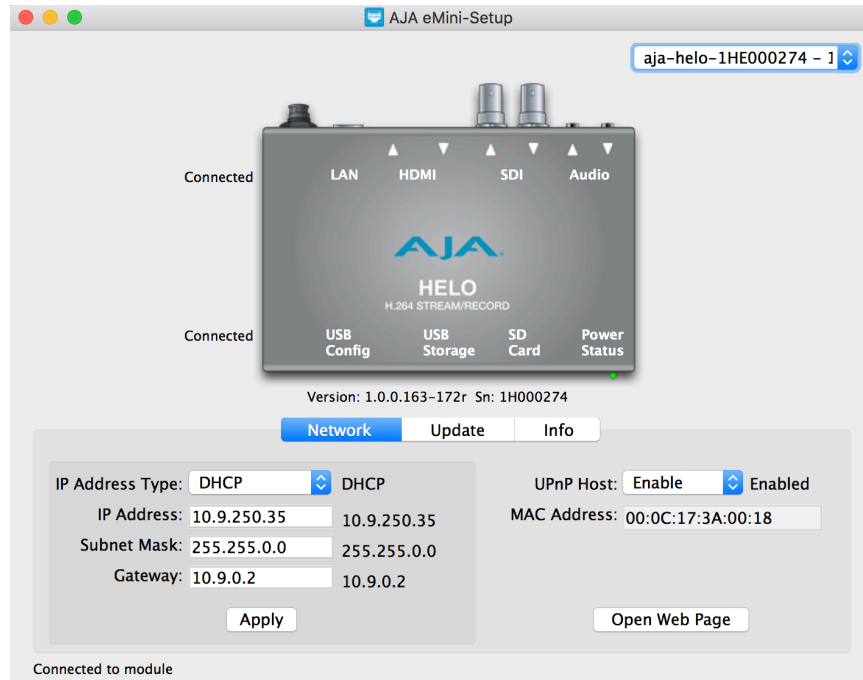 AJA eMini-Setup
aja-helo-1HE000274 – 1
Connected
LAN HDMI SDI Audio
AJA
HELO
H.264 STREAM/RECORD
Connected
USB Config
USB Storage
SD Card
Power Status
Version: 1.0.0.163-172r Sn: 1H000274
Network Update Info
IP Address Type: DHCP DHCP
IP Address: 10.9.250.35 10.9.250.35
Subnet Mask: 255.255.0.0 255.255.0.0
Gateway: 10.9.0.2 10.9.0.2
Apply
UPnP Host: Enable Enabled
MAC Address: 00:0C:17:3A:00:18
Open Web Page
Connected to module